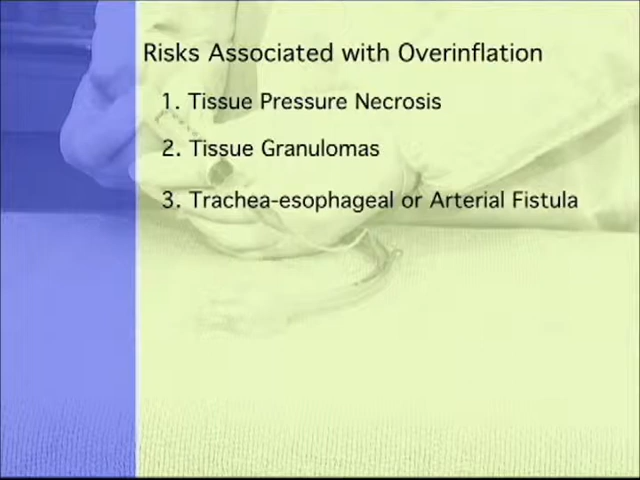 Risks Associated with Overinflation
1. Tissue Pressure Necrosis
2. Tissue Granulomas
3. Trachea-esophageal or Arterial Fistula